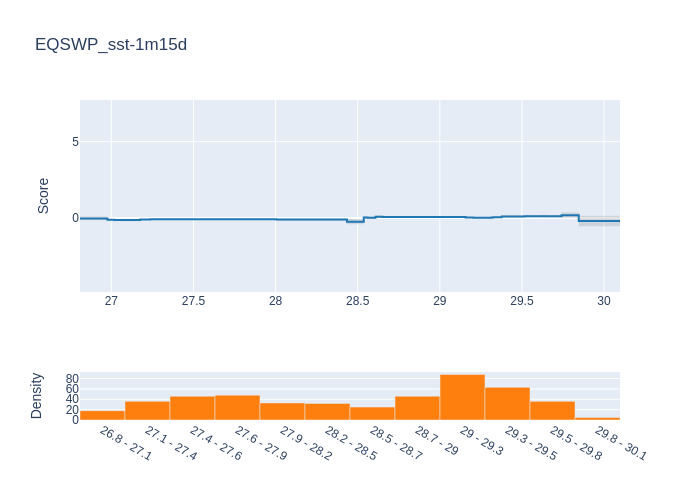 EQSWP_sst-1m15d
Score
5
0
27
27.5
28
28.5
29
29.5
30
Density
80
60
40
20
0
26.8 - 27.1
27.1 - 27.4
27.4 - 27.6
27.6 - 27.9
27.9 - 28.2
28.2 - 28.5
28.5 - 28.7
28.7 - 29
29 - 29.3
29.3 - 29.5
29.5 - 29.8
29.8 - 30.1